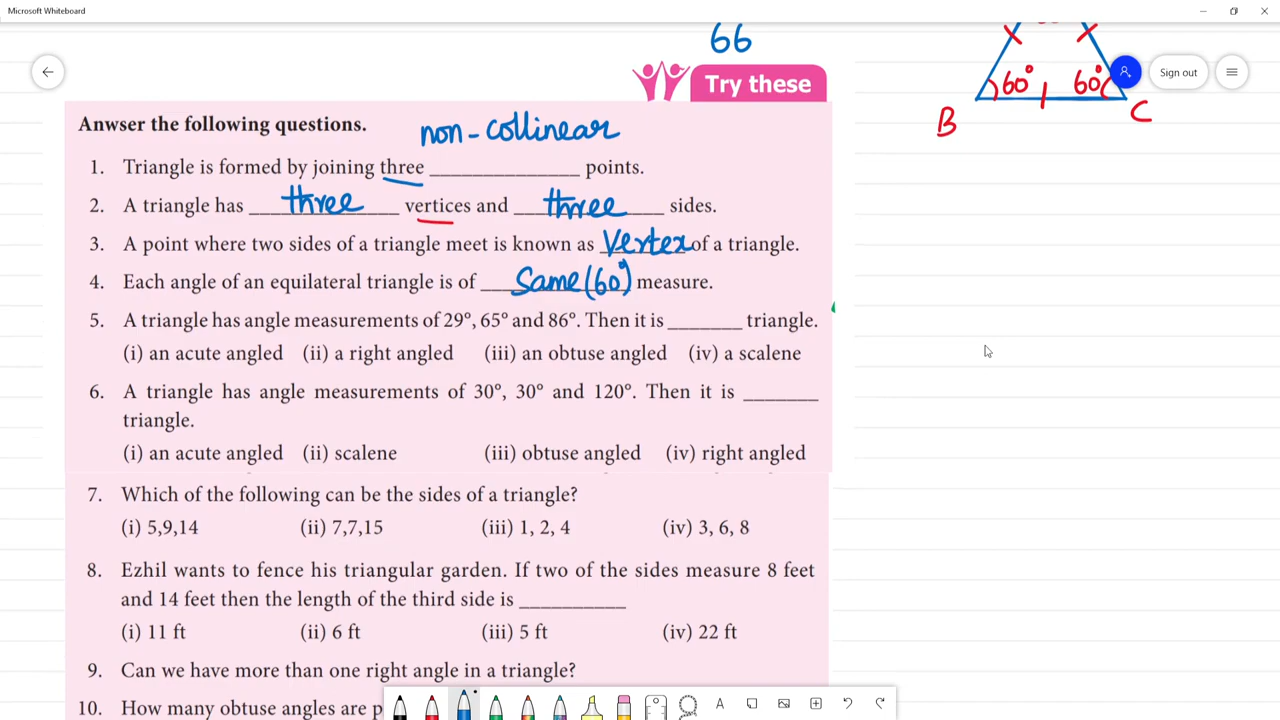 Microsoft Whiteboard
66
Try these
Sign out
60° 60°
B C
Anwser the following questions.
non-collinear
1. Triangle is formed by joining three ______________ points.
2. A triangle has three vertices and three sides.
3. A point where two sides of a triangle meet is known as Vertex of a triangle.
4. Each angle of an equilateral triangle is of Same (60°) measure.
5. A triangle has angle measurements of 29°, 65° and 86°. Then it is _______ triangle.
(i) an acute angled (ii) a right angled (iii) an obtuse angled (iv) a scalene
6. A triangle has angle measurements of 30°, 30° and 120°. Then it is _______
triangle.
(i) an acute angled (ii) scalene (iii) obtuse angled (iv) right angled
7. Which of the following can be the sides of a triangle?
(i) 5,9,14 (ii) 7,7,15 (iii) 1, 2, 4 (iv) 3, 6, 8
8. Ezhil wants to fence his triangular garden. If two of the sides measure 8 feet
and 14 feet then the length of the third side is __________
(i) 11 ft (ii) 6 ft (iii) 5 ft (iv) 22 ft
9. Can we have more than one right angle in a triangle?
10. How many obtuse angles are p